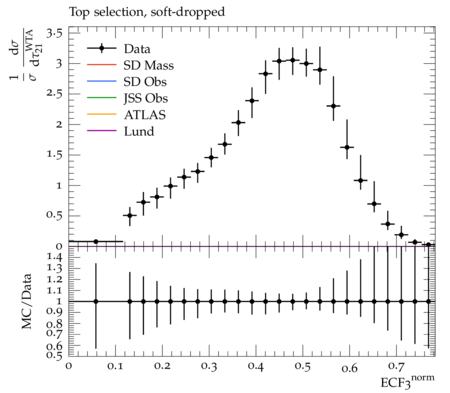 Top selection, soft-dropped
1/σ dσ/dτ₂₁^WTA
3.5
3
2.5
2
1.5
1
0.5
0
Data
SD Mass
SD Obs
JSS Obs
ATLAS
Lund
MC/Data
1.4
1.3
1.2
1.1
1
0.9
0.8
0.7
0.6
0.5
0 0.1 0.2 0.3 0.4 0.5 0.6 0.7
ECF3^norm